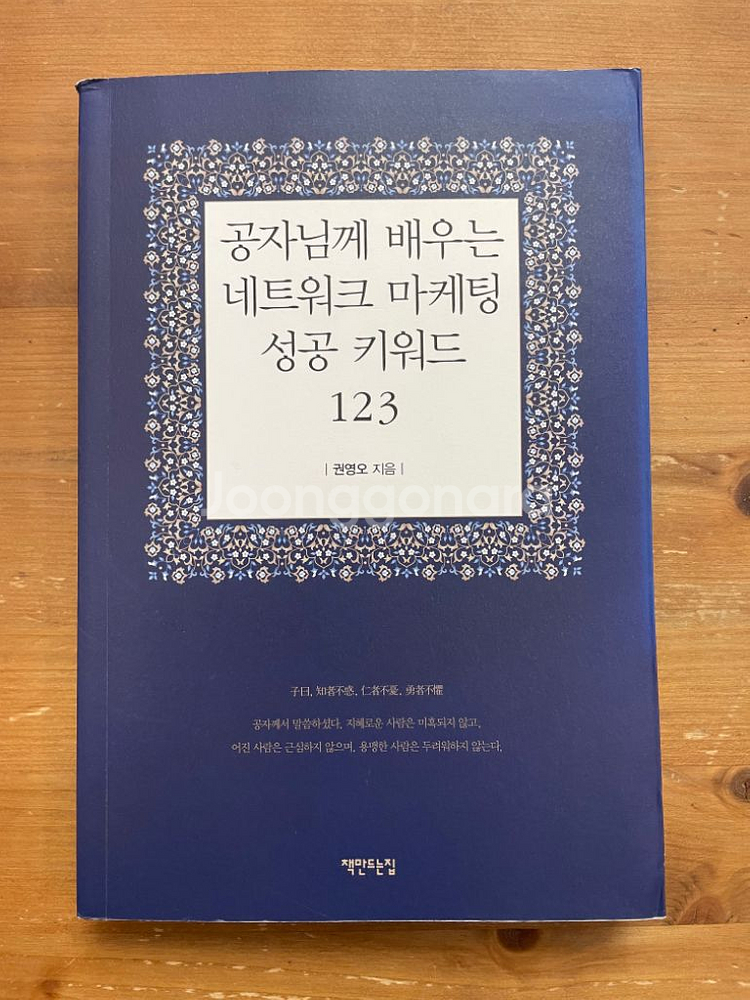 공자님께 배우는
네트워크 마케팅
성공 키워드
123
| 권영오 지음 |
Joonggonara
子曰, 知者不惑, 仁者不憂, 勇者不懼
공자께서 말씀하셨다. 지혜로운 사람은 미혹되지 않고,
어진 사람은 근심하지 않으며, 용맹한 사람은 두려워하지 않는다.
책만드는집